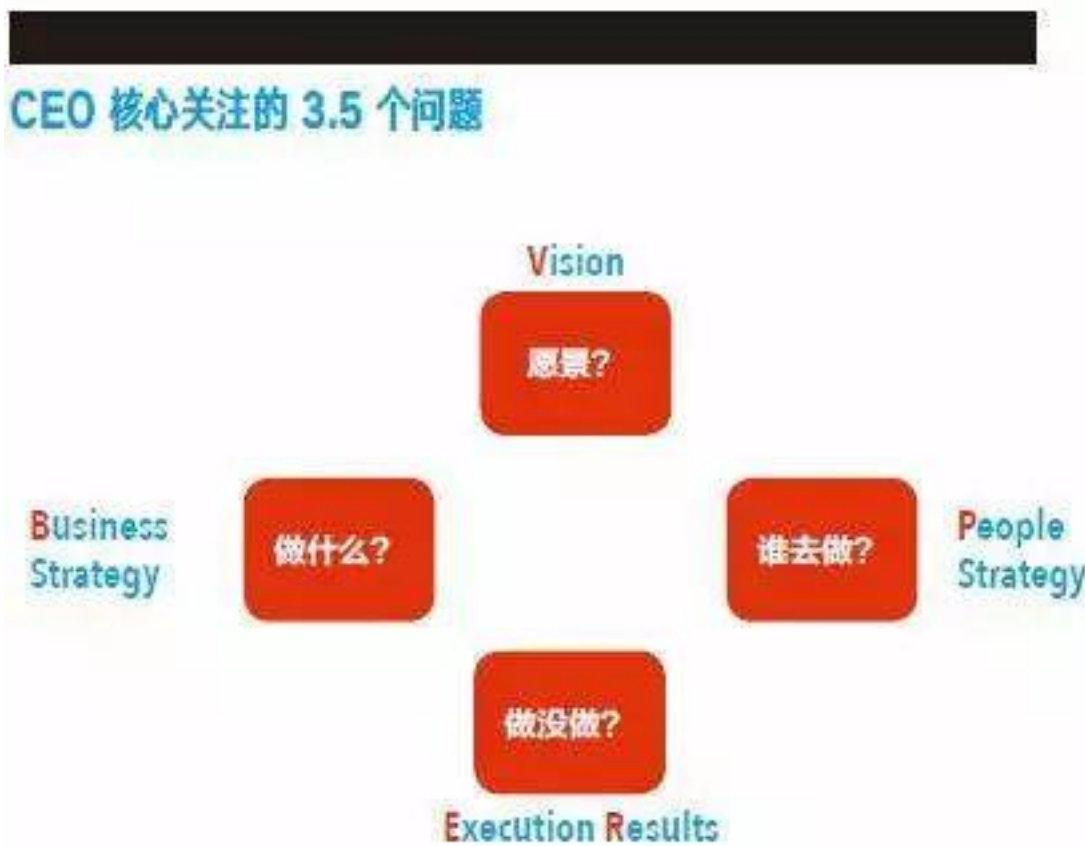 CEO 核心关注的 3.5 个问题
Vision
愿景？
Business
Strategy
做什么？
谁去做？
People
Strategy
做没做？
Execution Results